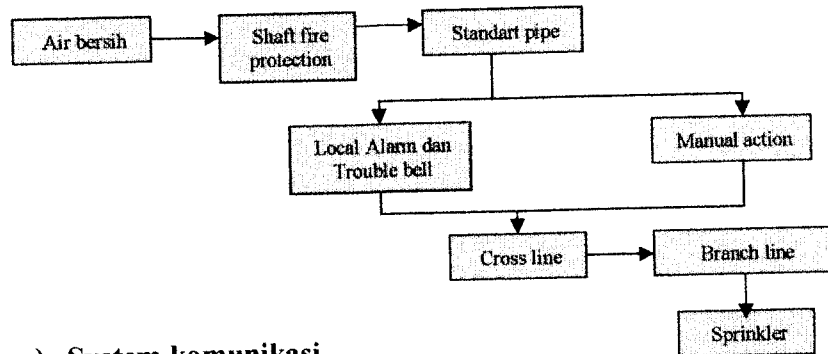 Air bersih
Shaft fire
protection
Standart pipe
Local Alarm dan
Trouble bell
Manual action
Cross line
Branch line
Sprinkler
System komunikasi